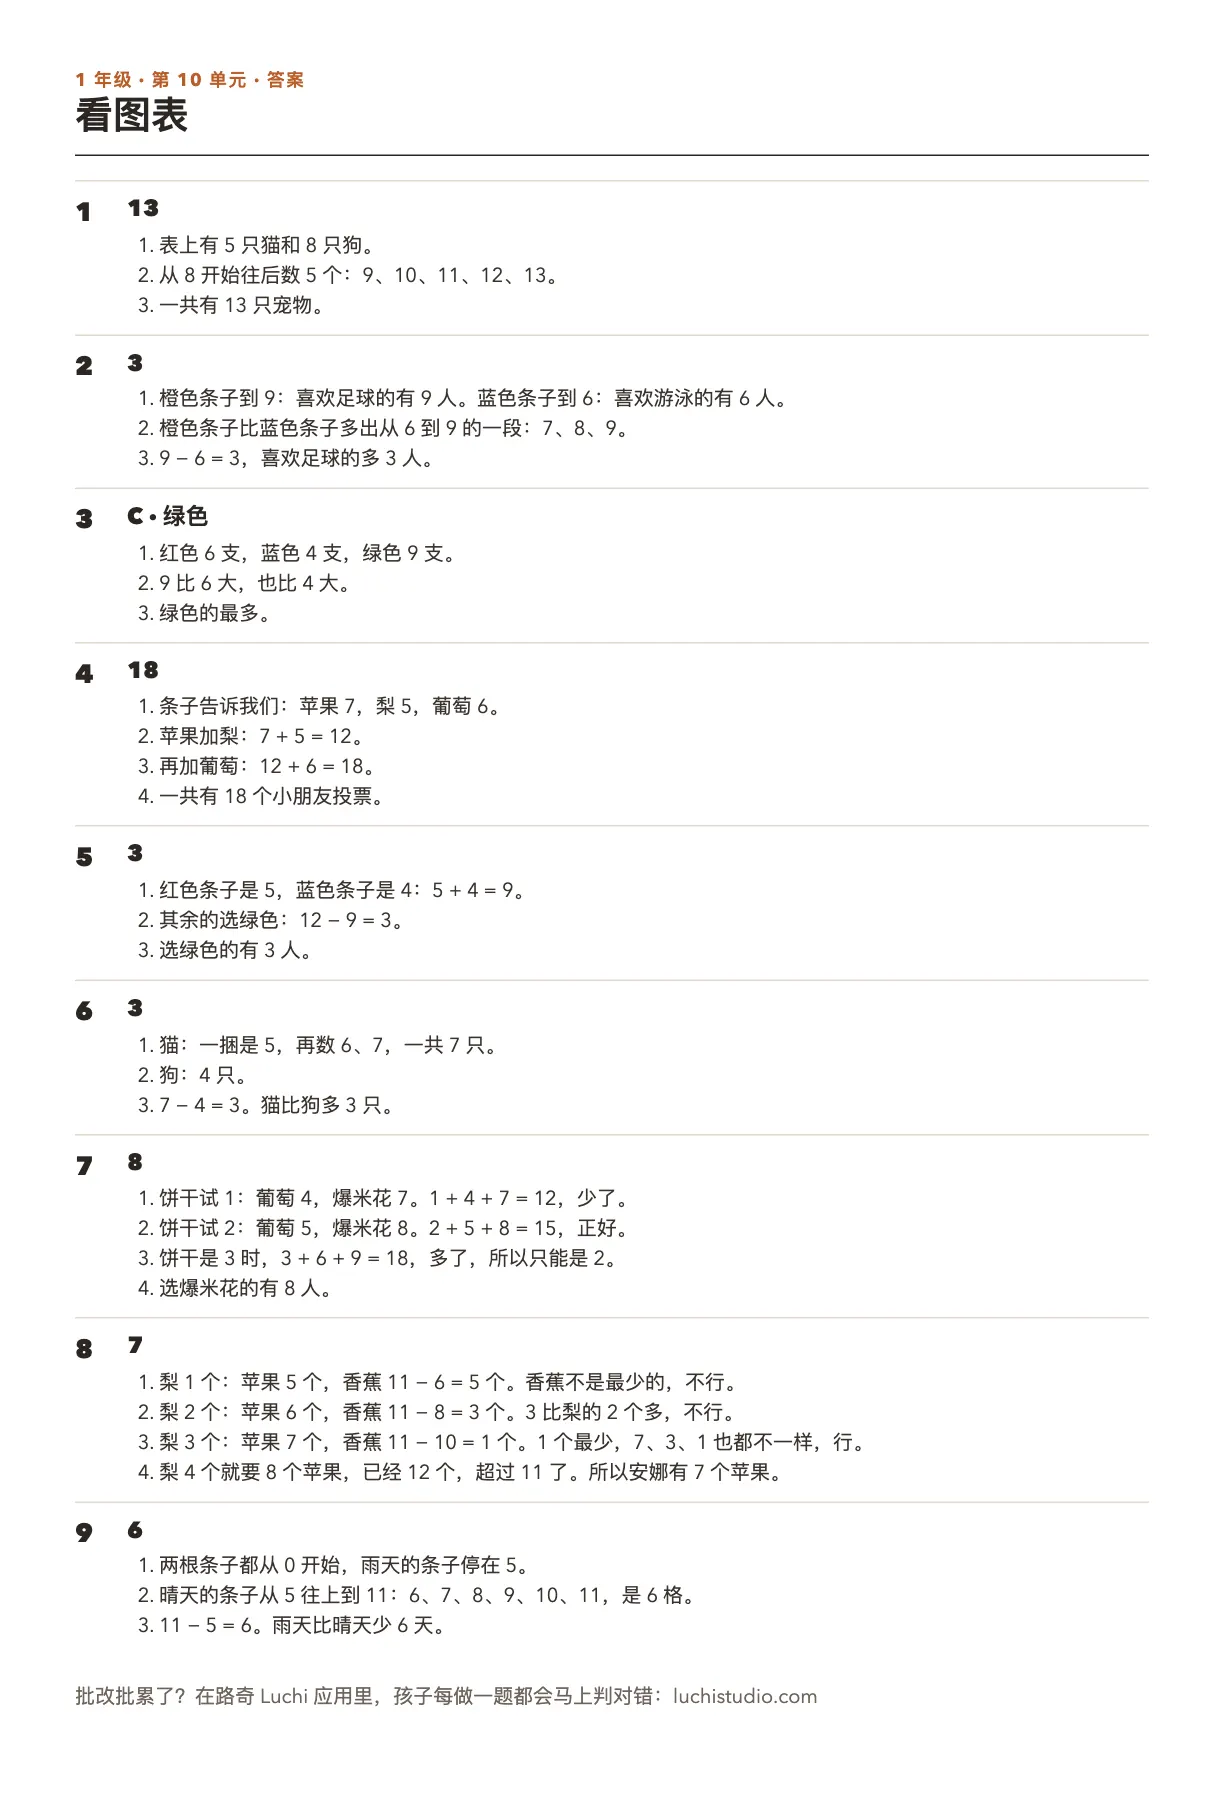 1 年级 · 第 10 单元 · 答案
看图表
1 13
1. 表上有 5 只猫和 8 只狗。
2. 从 8 开始往后数 5 个：9、10、11、12、13。
3. 一共有 13 只宠物。
2 3
1. 橙色条子到 9：喜欢足球的有 9 人。蓝色条子到 6：喜欢游泳的有 6 人。
2. 橙色条子比蓝色条子多出从 6 到 9 的一段：7、8、9。
3. 9 − 6 = 3，喜欢足球的多 3 人。
3 C · 绿色
1. 红色 6 支，蓝色 4 支，绿色 9 支。
2. 9 比 6 大，也比 4 大。
3. 绿色的最多。
4 18
1. 条子告诉我们：苹果 7，梨 5，葡萄 6。
2. 苹果加梨：7 + 5 = 12。
3. 再加葡萄：12 + 6 = 18。
4. 一共有 18 个小朋友投票。
5 3
1. 红色条子是 5，蓝色条子是 4：5 + 4 = 9。
2. 其余的选绿色：12 − 9 = 3。
3. 选绿色的有 3 人。
6 3
1. 猫：一捆是 5，再数 6、7，一共 7 只。
2. 狗：4 只。
3. 7 − 4 = 3。猫比狗多 3 只。
7 8
1. 饼干试 1：葡萄 4，爆米花 7。1 + 4 + 7 = 12，少了。
2. 饼干试 2：葡萄 5，爆米花 8。2 + 5 + 8 = 15，正好。
3. 饼干是 3 时，3 + 6 + 9 = 18，多了，所以只能是 2。
4. 选爆米花的有 8 人。
8 7
1. 梨 1 个：苹果 5 个，香蕉 11 − 6 = 5 个。香蕉不是最少的，不行。
2. 梨 2 个：苹果 6 个，香蕉 11 − 8 = 3 个。3 比梨的 2 个多，不行。
3. 梨 3 个：苹果 7 个，香蕉 11 − 10 = 1 个。1 个最少，7、3、1 也都不一样，行。
4. 梨 4 个就要 8 个苹果，已经 12 个，超过 11 了。所以安娜有 7 个苹果。
9 6
1. 两根条子都从 0 开始，雨天的条子停在 5。
2. 晴天的条子从 5 往上到 11：6、7、8、9、10、11，是 6 格。
3. 11 − 5 = 6。雨天比晴天少 6 天。
批改批累了？在路奇 Luchi 应用里，孩子每做一题都会马上判对错：luchistudio.com